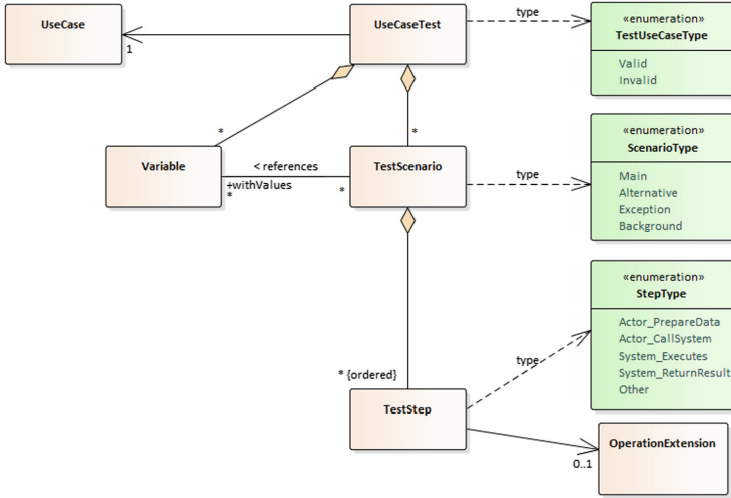 UseCase
1
UseCaseTest
type
«enumeration»
TestUseCaseType
Valid
Invalid
*
*
Variable
< references
+withValues
*
*
TestScenario
type
«enumeration»
ScenarioType
Main
Alternative
Exception
Background
«enumeration»
StepType
Actor_PrepareData
Actor_CallSystem
System_Executes
System_ReturnResult
Other
type
* {ordered}
TestStep
0..1
OperationExtension